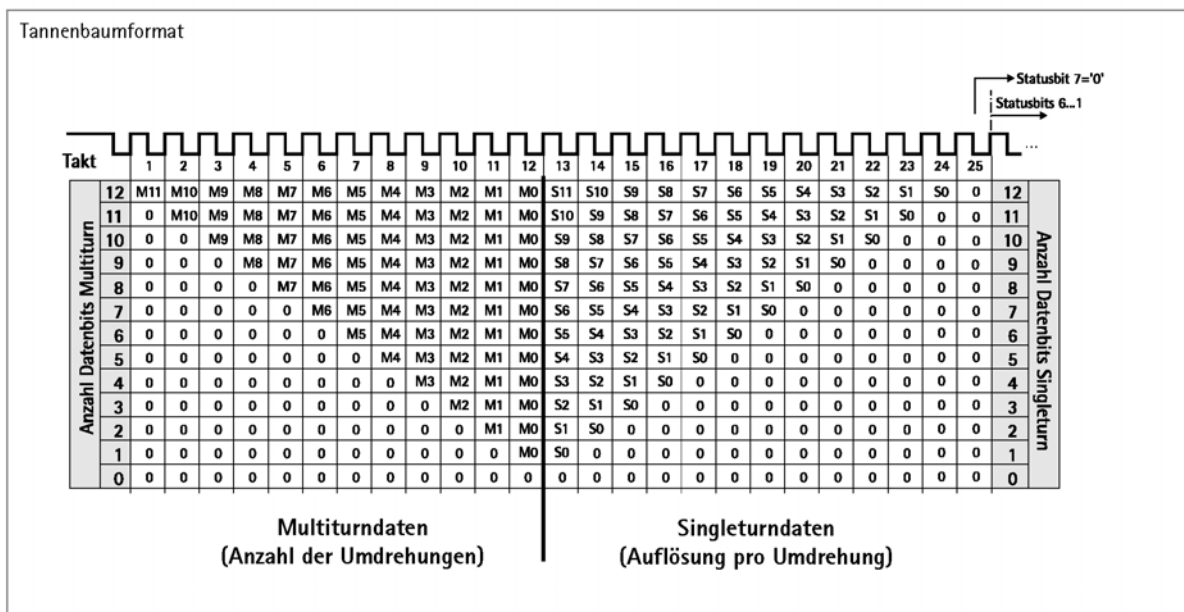 Tannenbaumformat
Statusbit 7='0'
Statusbits 6...1
...
Takt 1 2 3 4 5 6 7 8 9 10 11 12 13 14 15 16 17 18 19 20 21 22 23 24 25
Anzahl Datenbits Multiturn
12 M11 M10 M9 M8 M7 M6 M5 M4 M3 M2 M1 M0 S11 S10 S9 S8 S7 S6 S5 S4 S3 S2 S1 S0 0 12
11 0 M10 M9 M8 M7 M6 M5 M4 M3 M2 M1 M0 S10 S9 S8 S7 S6 S5 S4 S3 S2 S1 S0 0 0 11
10 0 0 M9 M8 M7 M6 M5 M4 M3 M2 M1 M0 S9 S8 S7 S6 S5 S4 S3 S2 S1 S0 0 0 0 10
9 0 0 0 M8 M7 M6 M5 M4 M3 M2 M1 M0 S8 S7 S6 S5 S4 S3 S2 S1 S0 0 0 0 0 9
8 0 0 0 0 M7 M6 M5 M4 M3 M2 M1 M0 S7 S6 S5 S4 S3 S2 S1 S0 0 0 0 0 0 8
7 0 0 0 0 0 M6 M5 M4 M3 M2 M1 M0 S6 S5 S4 S3 S2 S1 S0 0 0 0 0 0 0 7
6 0 0 0 0 0 0 M5 M4 M3 M2 M1 M0 S5 S4 S3 S2 S1 S0 0 0 0 0 0 0 0 6
5 0 0 0 0 0 0 0 M4 M3 M2 M1 M0 S4 S3 S2 S1 S0 0 0 0 0 0 0 0 0 5
4 0 0 0 0 0 0 0 0 M3 M2 M1 M0 S3 S2 S1 S0 0 0 0 0 0 0 0 0 0 4
3 0 0 0 0 0 0 0 0 0 M2 M1 M0 S2 S1 S0 0 0 0 0 0 0 0 0 0 0 3
2 0 0 0 0 0 0 0 0 0 0 M1 M0 S1 S0 0 0 0 0 0 0 0 0 0 0 0 2
1 0 0 0 0 0 0 0 0 0 0 0 M0 S0 0 0 0 0 0 0 0 0 0 0 0 0 1
0 0 0 0 0 0 0 0 0 0 0 0 0 0 0 0 0 0 0 0 0 0 0 0 0 0 0
Anzahl Datenbits Singleturn
Multiturndaten
(Anzahl der Umdrehungen)
Singleturndaten
(Auflösung pro Umdrehung)